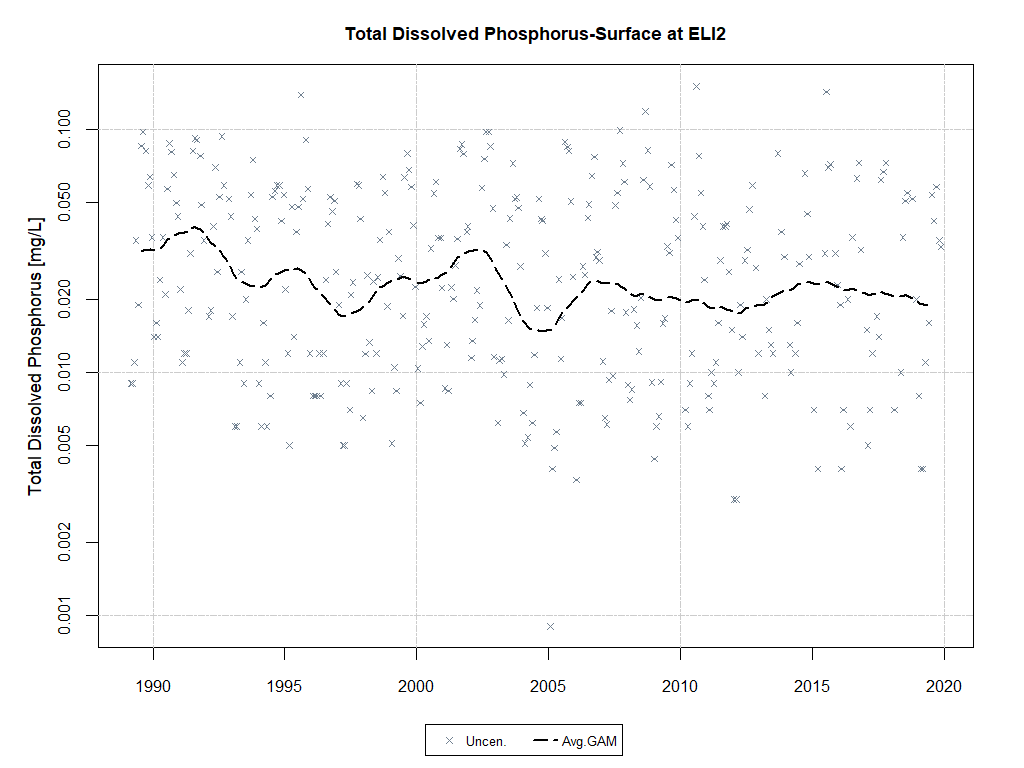 Total Dissolved Phosphorus-Surface at ELI2
Total Dissolved Phosphorus [mg/L]
0.100
0.050
0.020
0.010
0.005
0.002
0.001
1990 1995 2000 2005 2010 2015 2020
Uncen. Avg.GAM